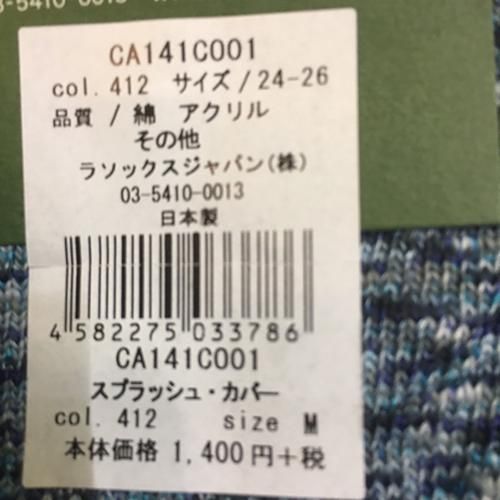 CA141C001
col. 412 サイズ/24-26
品質 / 綿 アクリル
その他
ラソックスジャパン(株)
03-5410-0013
日本製
4 582275 033786
CA141C001
スプラッシュ・カバー
col. 412 size M
本体価格 1,400円+税